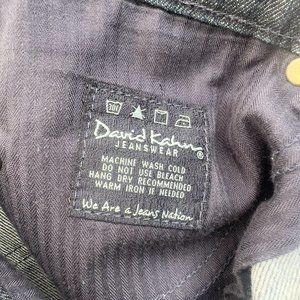 David Kahn®
JEANSWEAR
MACHINE WASH COLD
DO NOT USE BLEACH
HANG DRY RECOMMENDED
WARM IRON IF NEEDED
We Are a Jeans Nation